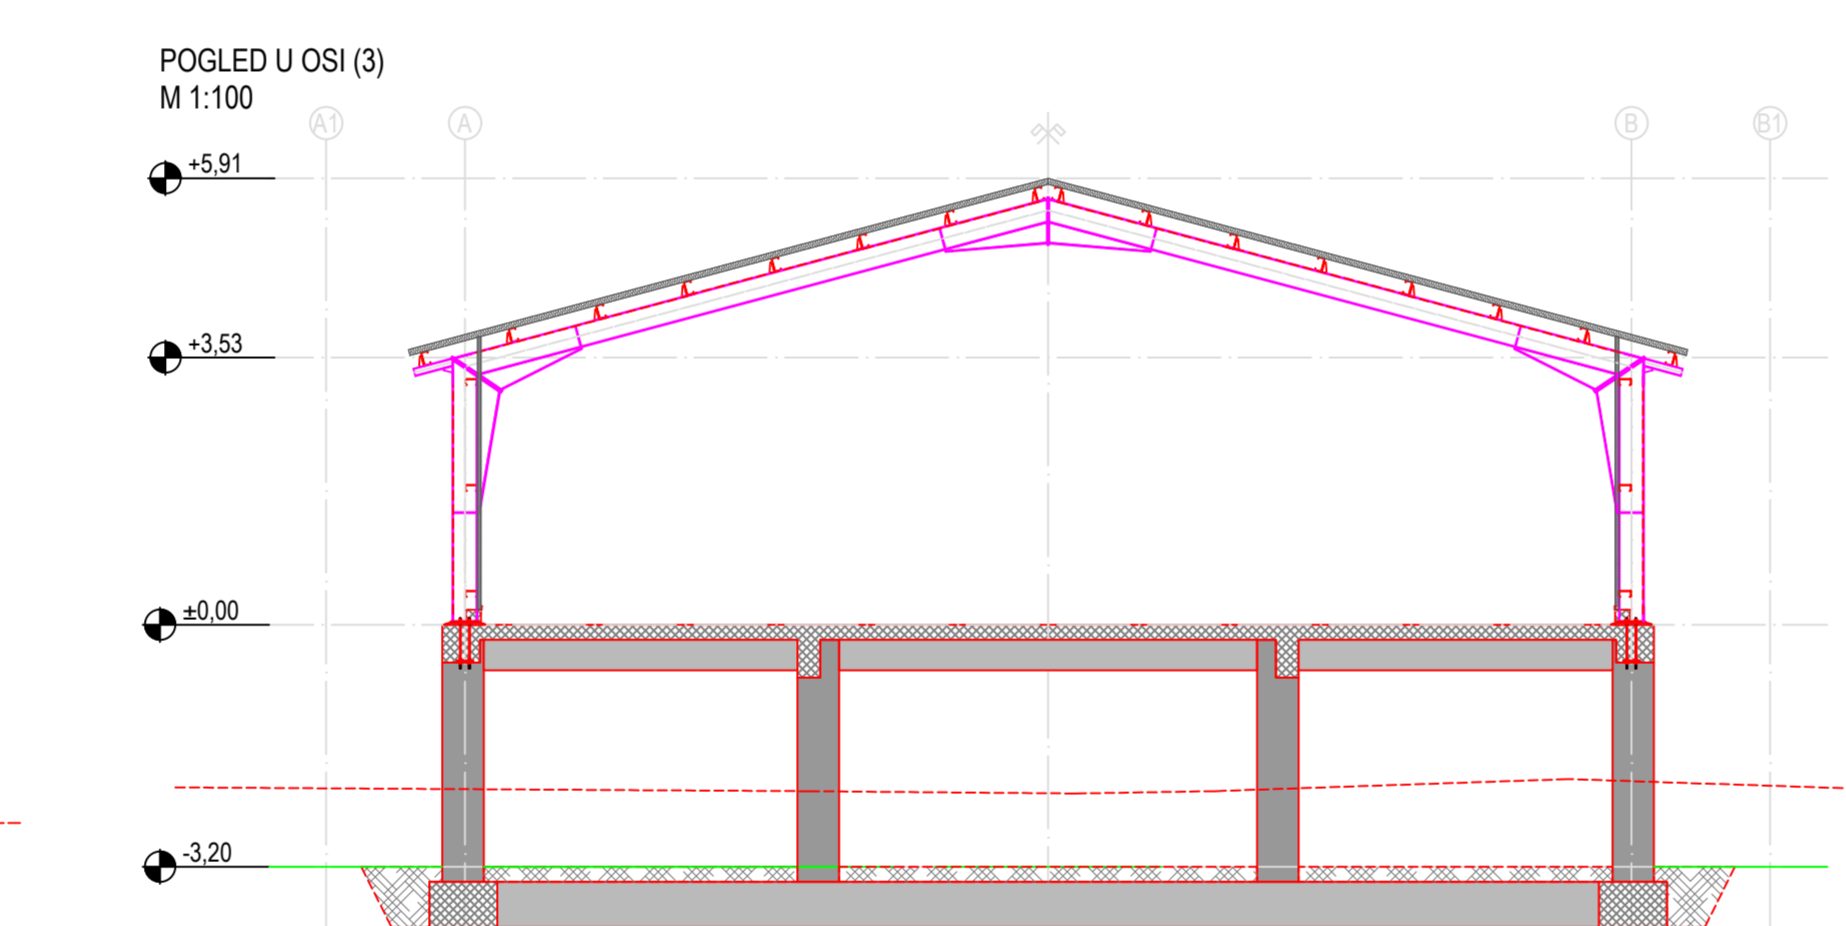 POGLED U OSI (3)
M 1:100
A1
A
B
B1
+5,91
+3,53
±0,00
-3,20